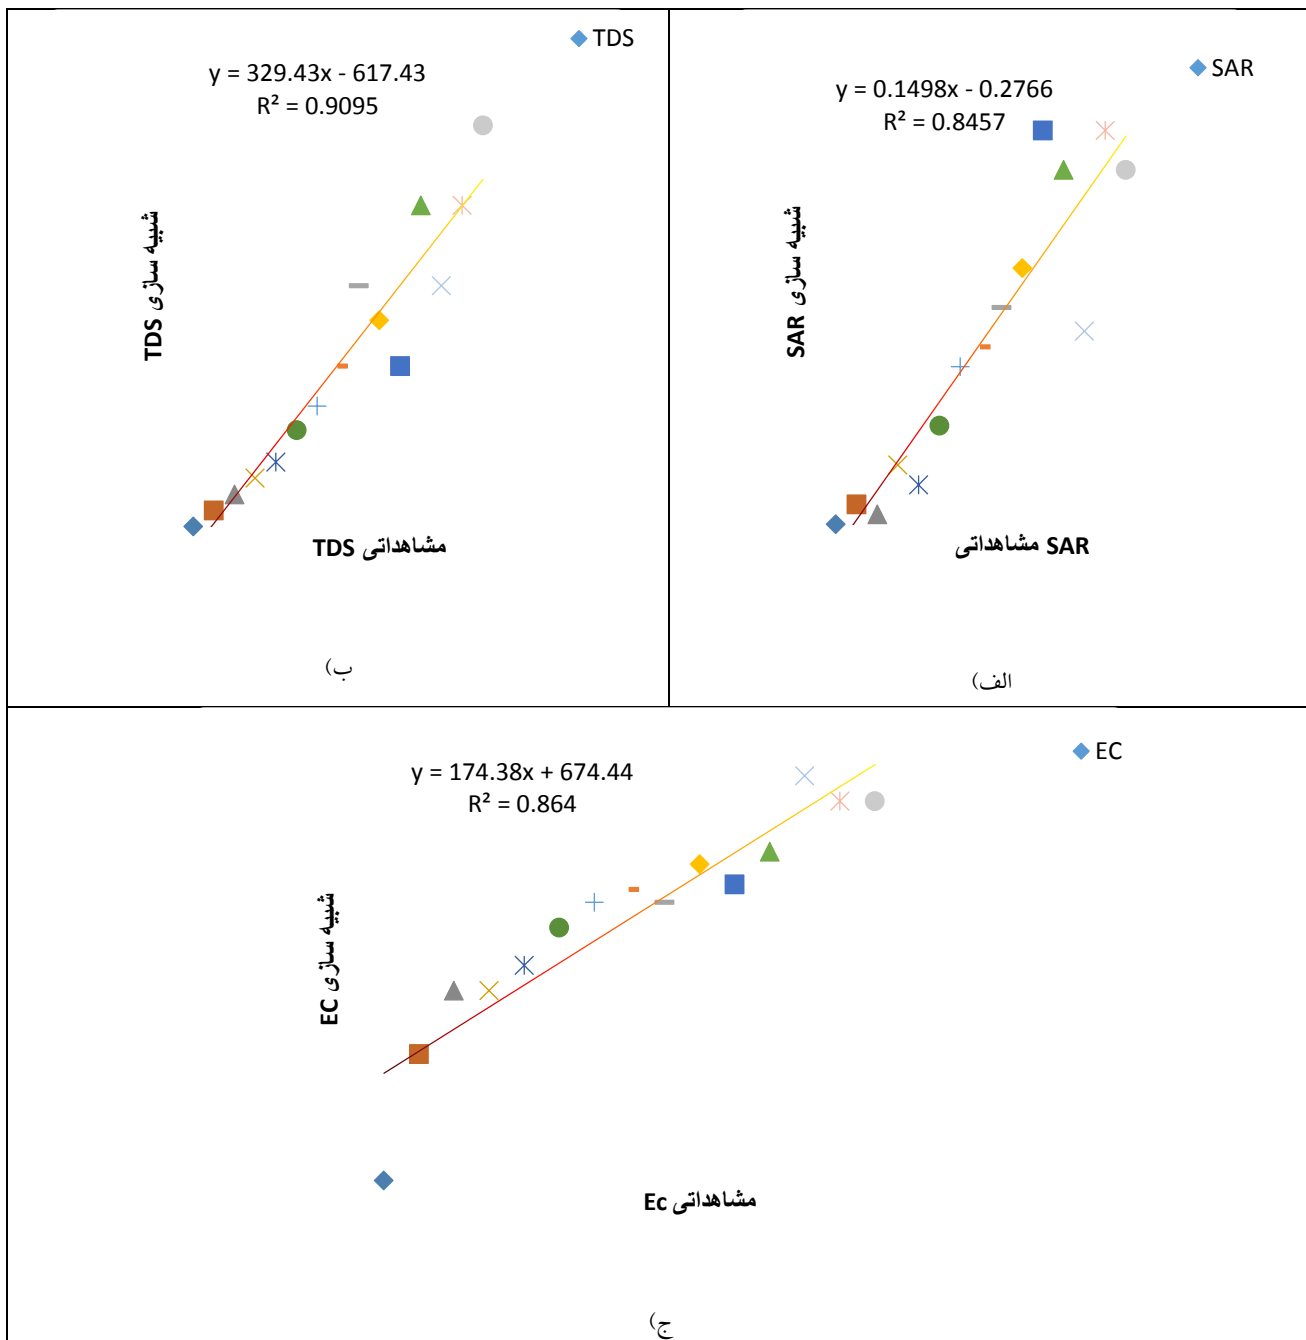 SAR
y = 0.1498x - 0.2766
R² = 0.8457
شبیه سازی SAR
SAR مشاهداتی
الف)
TDS
y = 329.43x - 617.43
R² = 0.9095
شبیه سازی TDS
مشاهداتی TDS
ب)
EC
y = 174.38x + 674.44
R² = 0.864
شبیه سازی EC
مشاهداتی Ec
ج)